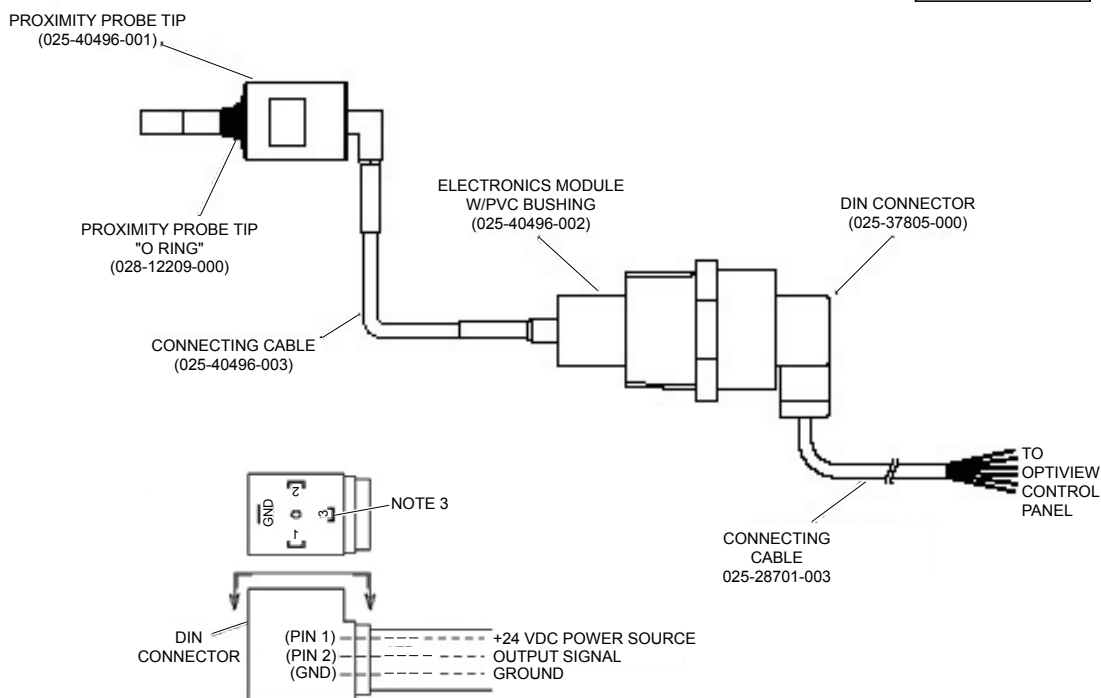 PROXIMITY PROBE TIP
(025-40496-001)
ELECTRONICS MODULE
W/PVC BUSHING
(025-40496-002)
DIN CONNECTOR
(025-37805-000)
PROXIMITY PROBE TIP
"O RING"
(028-12209-000)
CONNECTING CABLE
(025-40496-003)
TO
OPTIVIEW
CONTROL
PANEL
CONNECTING
CABLE
025-28701-003
GND
2
1
3
NOTE 3
DIN
CONNECTOR
(PIN 1)
+24 VDC POWER SOURCE
(PIN 2)
OUTPUT SIGNAL
(GND)
GROUND